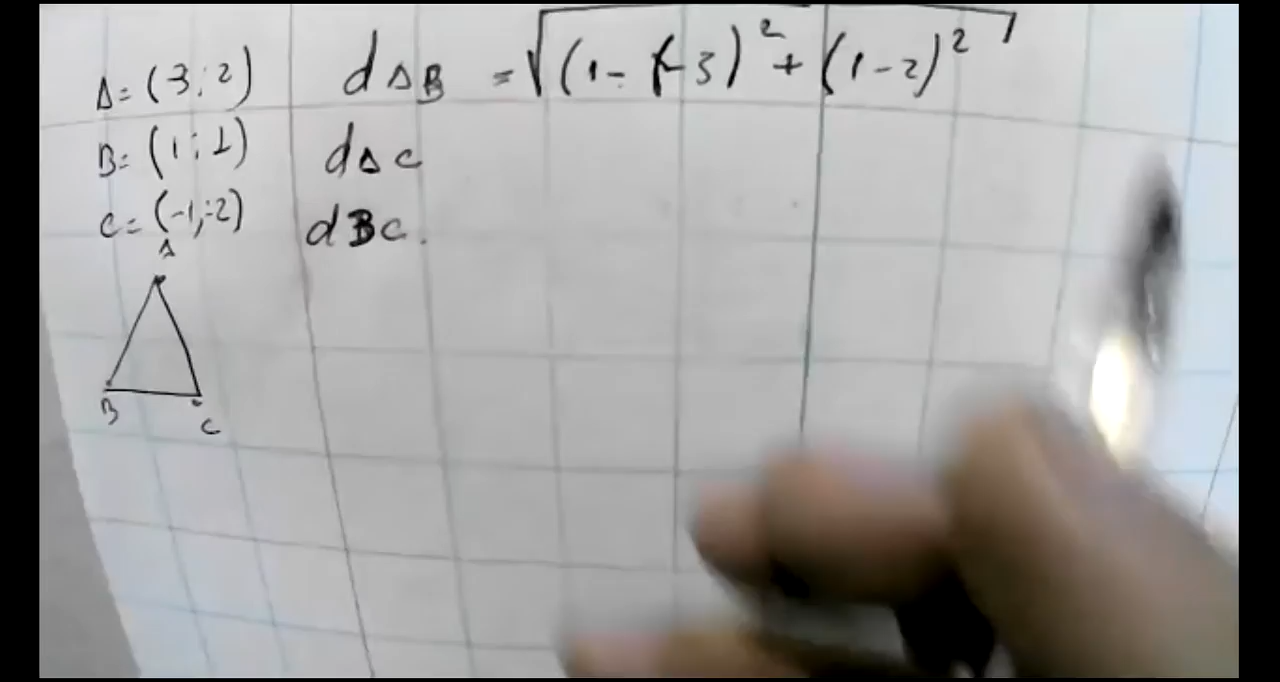 A=(3;2) dAB = √(1-(-3)² + (1-2)²
B=(1;1) dAC
C=(-1;-2) dBC.
A
B
C